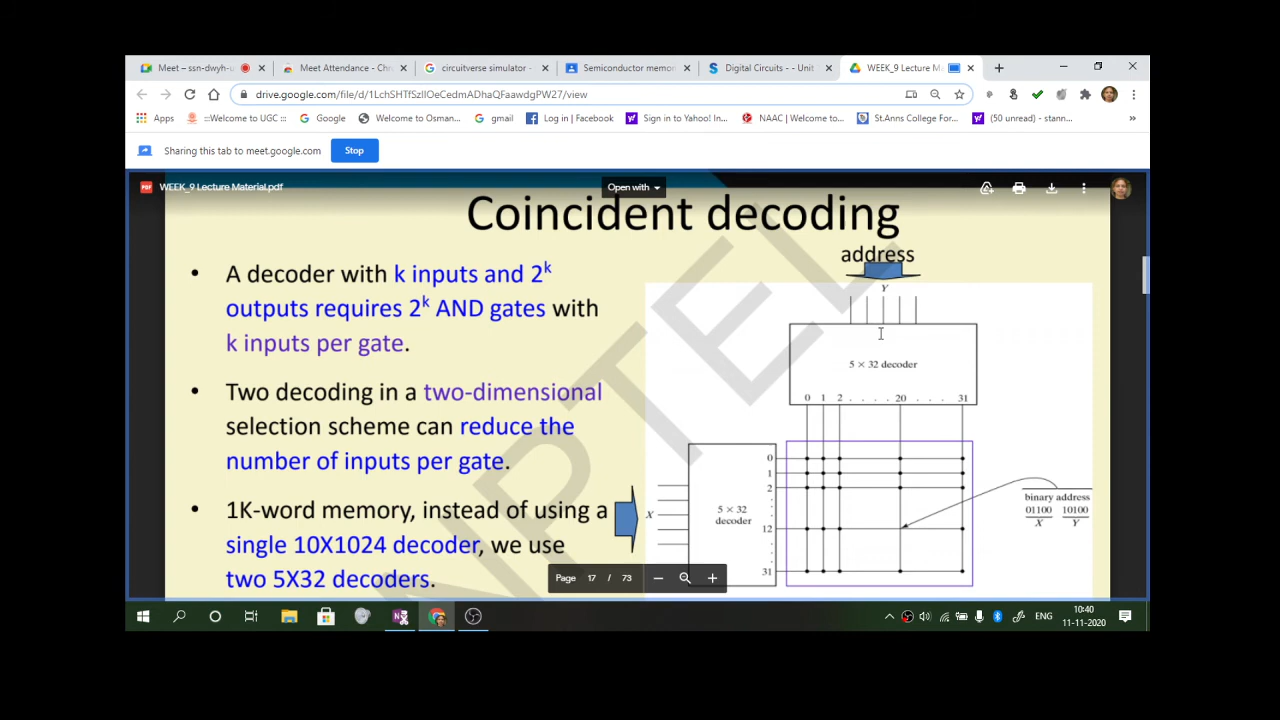 Meet – ssn-dwyh-u
Meet Attendance - Chr
circuitverse simulator -
Semiconductor memor
Digital Circuits - - Unit
WEEK_9 Lecture Ma
drive.google.com/file/d/1LchSHTfSzIlOeCedmADhaQFaawdgPW27/view
Apps
:::Welcome to UGC :...
Google
Welcome to Osman...
gmail
Log in | Facebook
Sign in to Yahoo! In...
NAAC | Welcome to...
St.Anns College For...
(50 unread) - stann...
»
Sharing this tab to meet.google.com
Stop
PDF
WEEK_9 Lecture Material.pdf
Open with
Coincident decoding
• A decoder with k inputs and 2^k
outputs requires 2^k AND gates with
k inputs per gate.
• Two decoding in a two-dimensional
selection scheme can reduce the
number of inputs per gate.
• 1K-word memory, instead of using a
single 10X1024 decoder, we use
two 5X32 decoders.
address
Y
5 × 32 decoder
0 1 2 . . . . 20 . . . 31
X
5 × 32
decoder
0
1
2
.
.
.
12
.
.
.
31
binary address
01100 10100
X Y
NPTEL
Page 17 / 73
ENG
10:40
11-11-2020